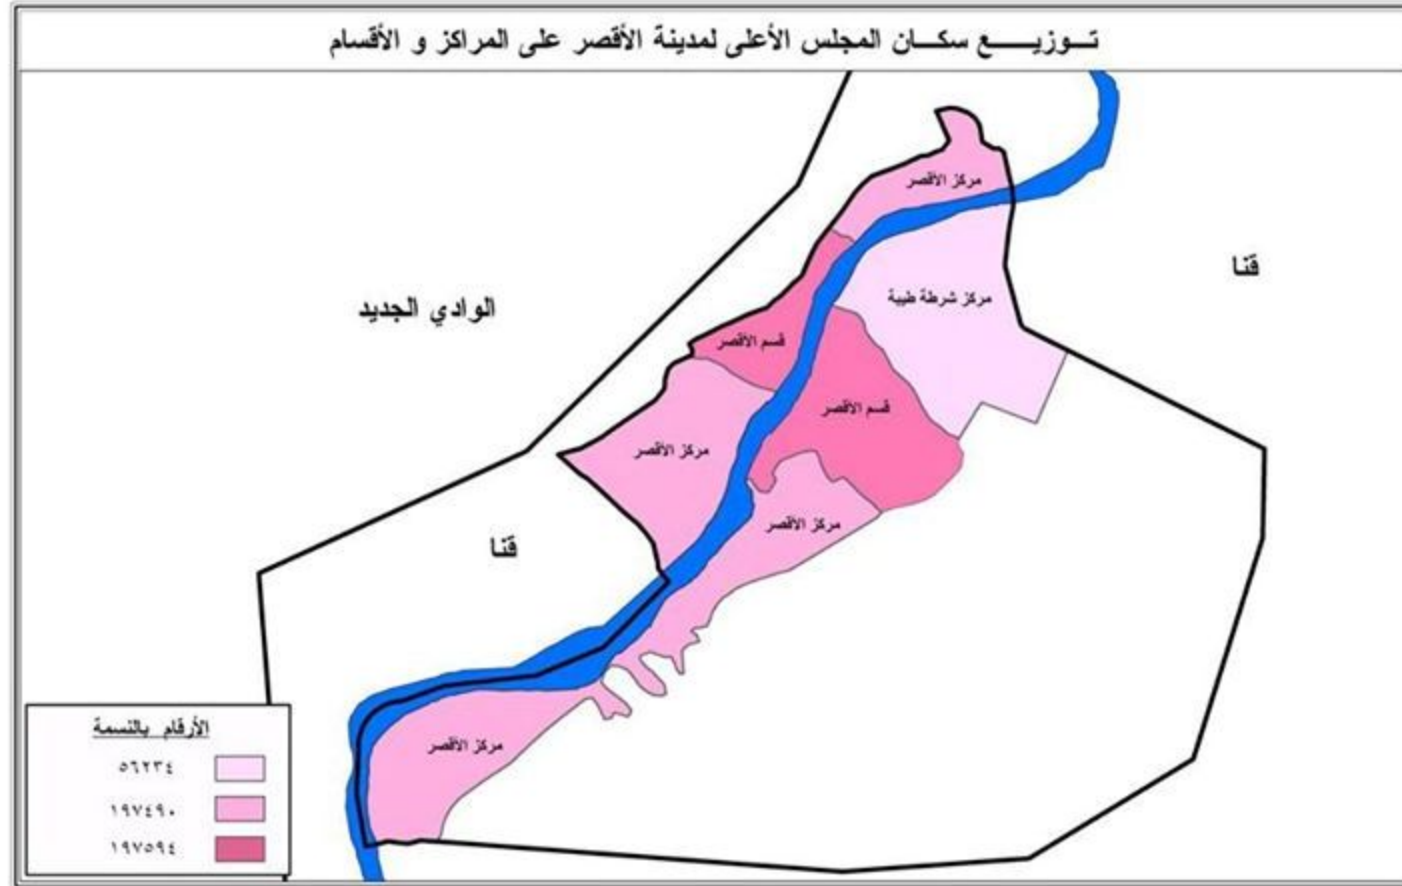 تـــوزيـــــــع سكـــان المجلس الأعلى لمدينة الأقصر على المراكز و الأقسام
مركز الأقصر
قنا
مركز شرطة طيبة
الوادي الجديد
قسم الأقصر
قسم الأقصر
مركز الأقصر
مركز الأقصر
قنا
مركز الأقصر
الأرقام بالنسمة
٥٦٢٣٤
١٩٧٤٩٠
١٩٧٥٩٤